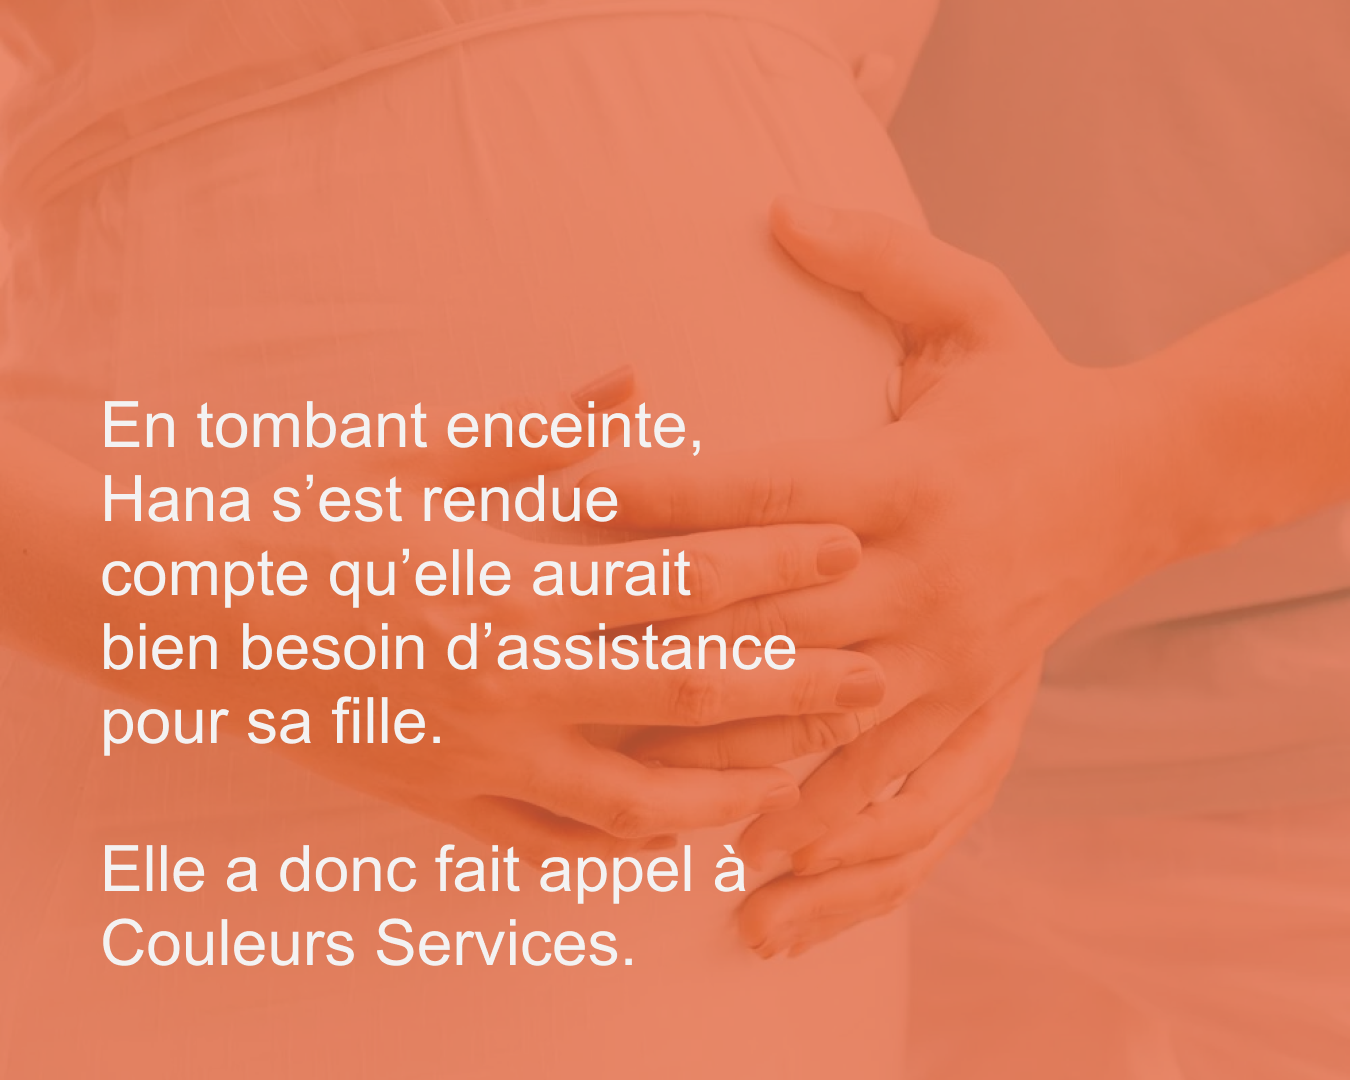 En tombant enceinte,
Hana s’est rendue
compte qu’elle aurait
bien besoin d’assistance
pour sa fille.
Elle a donc fait appel à
Couleurs Services.